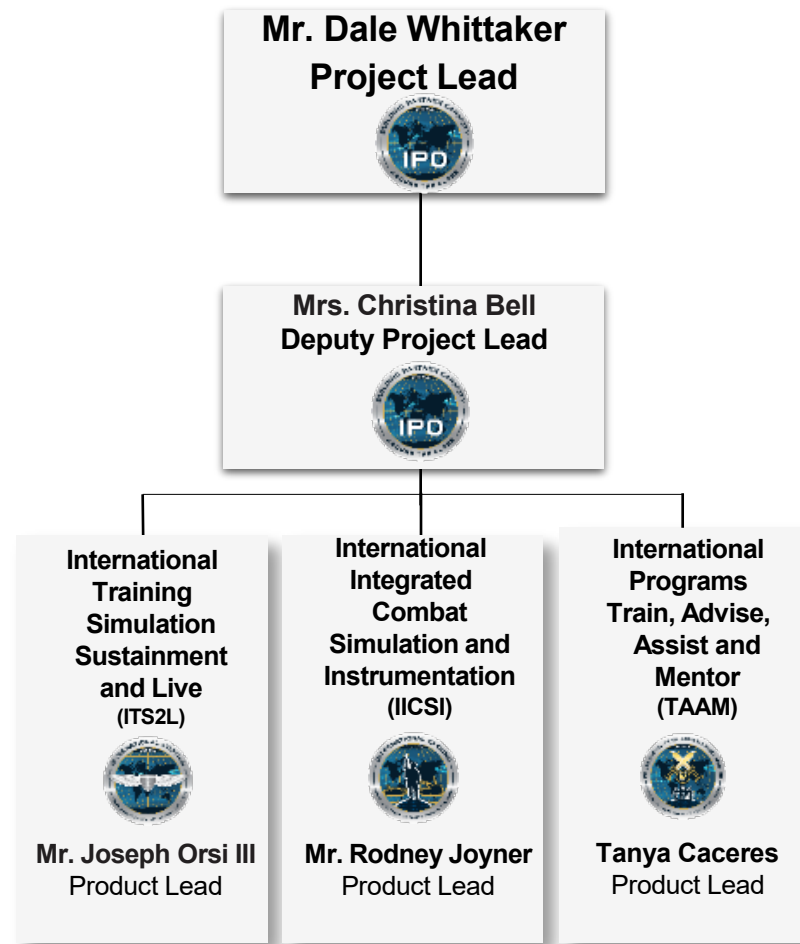 Mr. Dale Whittaker
Project Lead
IPD
Mrs. Christina Bell
Deputy Project Lead
IPD
International
Training
Simulation
Sustainment
and Live
(ITS2L)
Mr. Joseph Orsi III
Product Lead
International
Integrated
Combat
Simulation and
Instrumentation
(IICSI)
Mr. Rodney Joyner
Product Lead
International
Programs
Train, Advise,
Assist and
Mentor
(TAAM)
Tanya Caceres
Product Lead